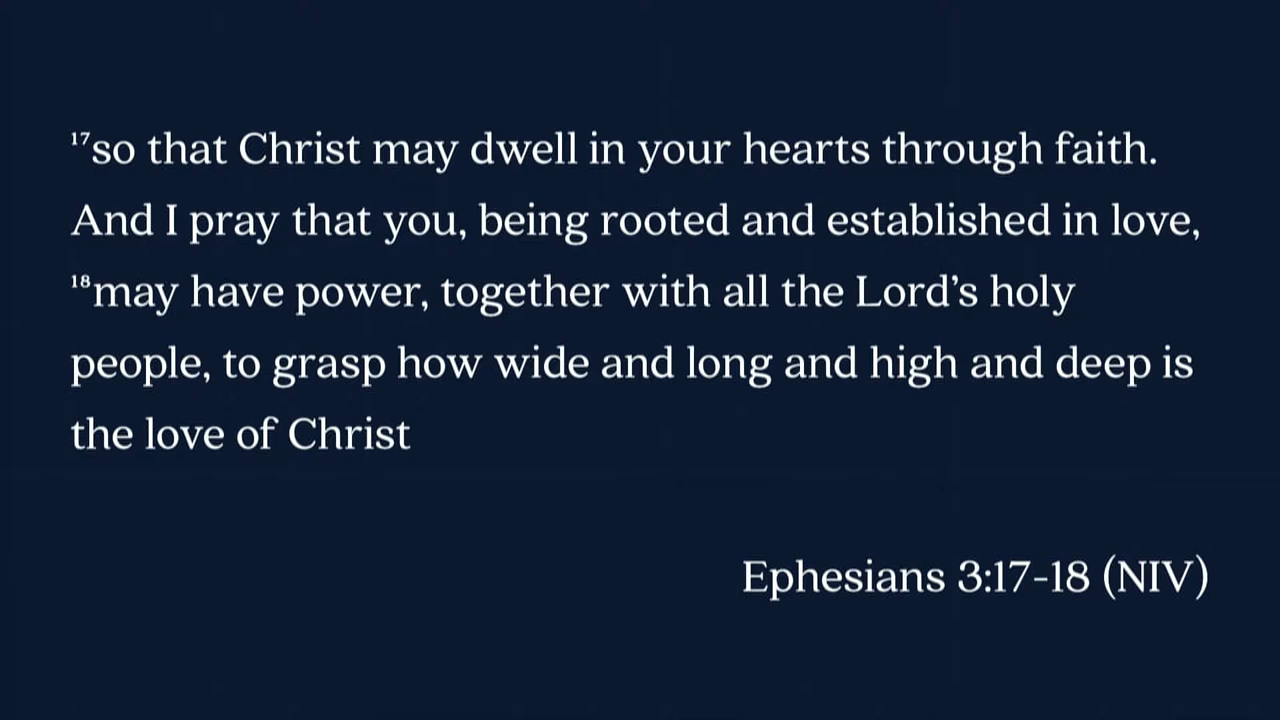 ¹⁷so that Christ may dwell in your hearts through faith.
And I pray that you, being rooted and established in love,
¹⁸may have power, together with all the Lord’s holy
people, to grasp how wide and long and high and deep is
the love of Christ
Ephesians 3:17-18 (NIV)